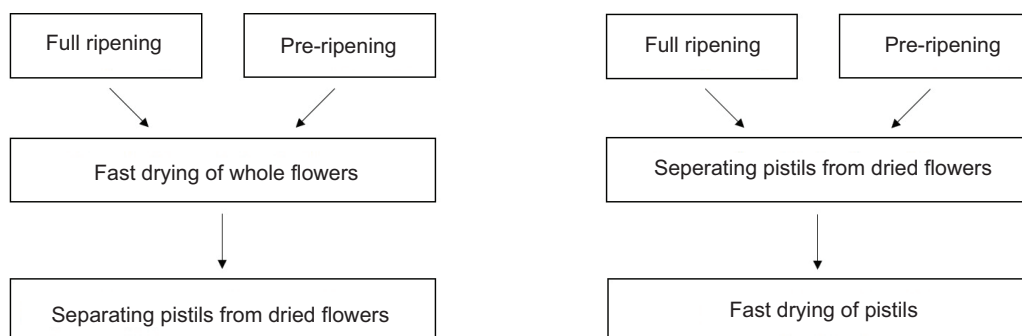 Full ripening
Pre-ripening
Fast drying of whole flowers
Separating pistils from dried flowers
Full ripening
Pre-ripening
Seperating pistils from dried flowers
Fast drying of pistils